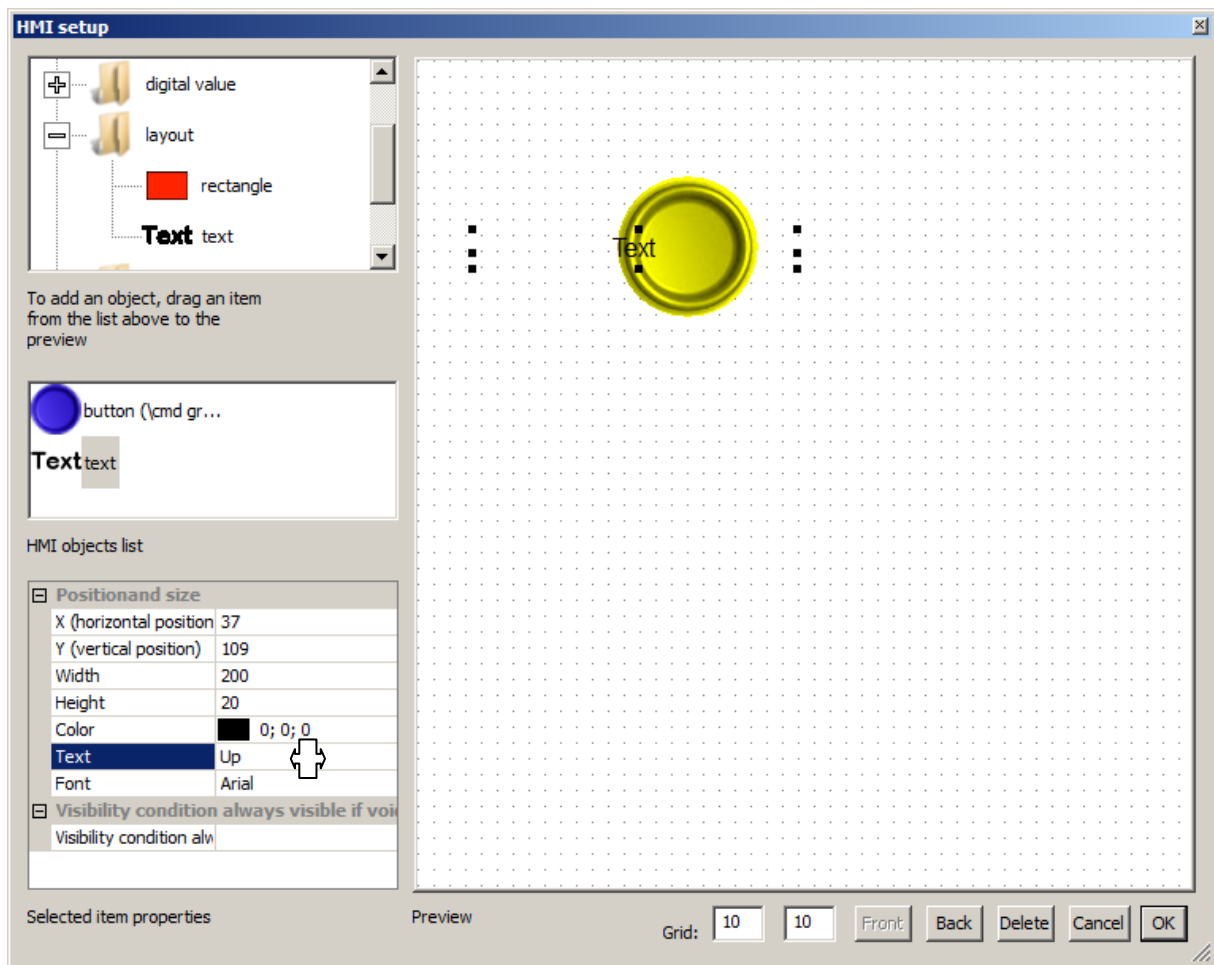 HMI setup
digital value
layout
rectangle
Text text
To add an object, drag an item
from the list above to the
preview
button (\cmd gr...
Text text
HMI objects list
Positionand size
X (horizontal position 37
Y (vertical position) 109
Width 200
Height 20
Color 0; 0; 0
Text Up
Font Arial
Visibility condition always visible if voi
Visibility condition alw
Selected item properties
Text
Preview
Grid: 10 10 Front Back Delete Cancel OK